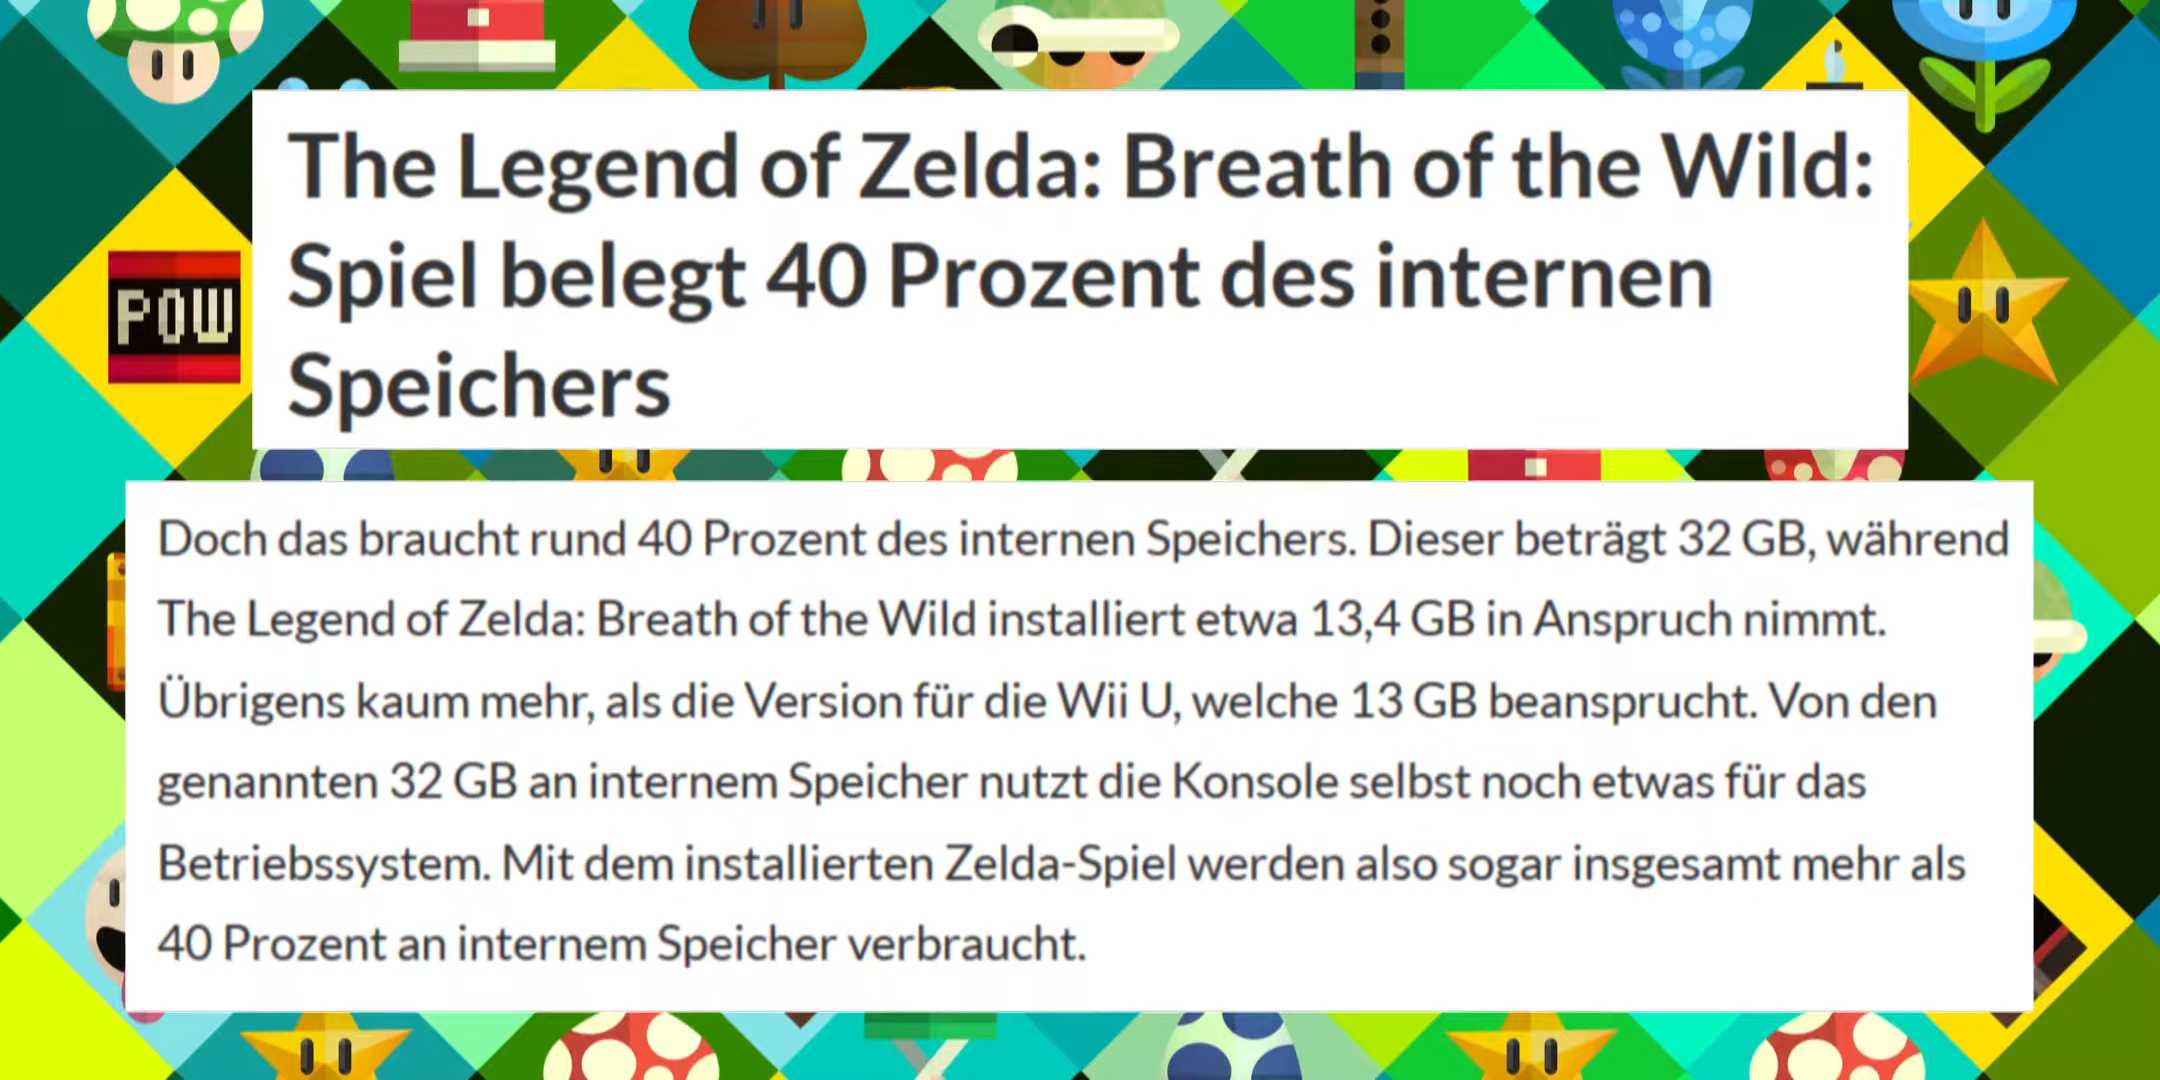 POW
The Legend of Zelda: Breath of the Wild:
Spiel belegt 40 Prozent des internen
Speichers
Doch das braucht rund 40 Prozent des internen Speichers. Dieser beträgt 32 GB, während
The Legend of Zelda: Breath of the Wild installiert etwa 13,4 GB in Anspruch nimmt.
Übrigens kaum mehr, als die Version für die Wii U, welche 13 GB beansprucht. Von den
genannten 32 GB an internem Speicher nutzt die Konsole selbst noch etwas für das
Betriebssystem. Mit dem installierten Zelda-Spiel werden also sogar insgesamt mehr als
40 Prozent an internem Speicher verbraucht.